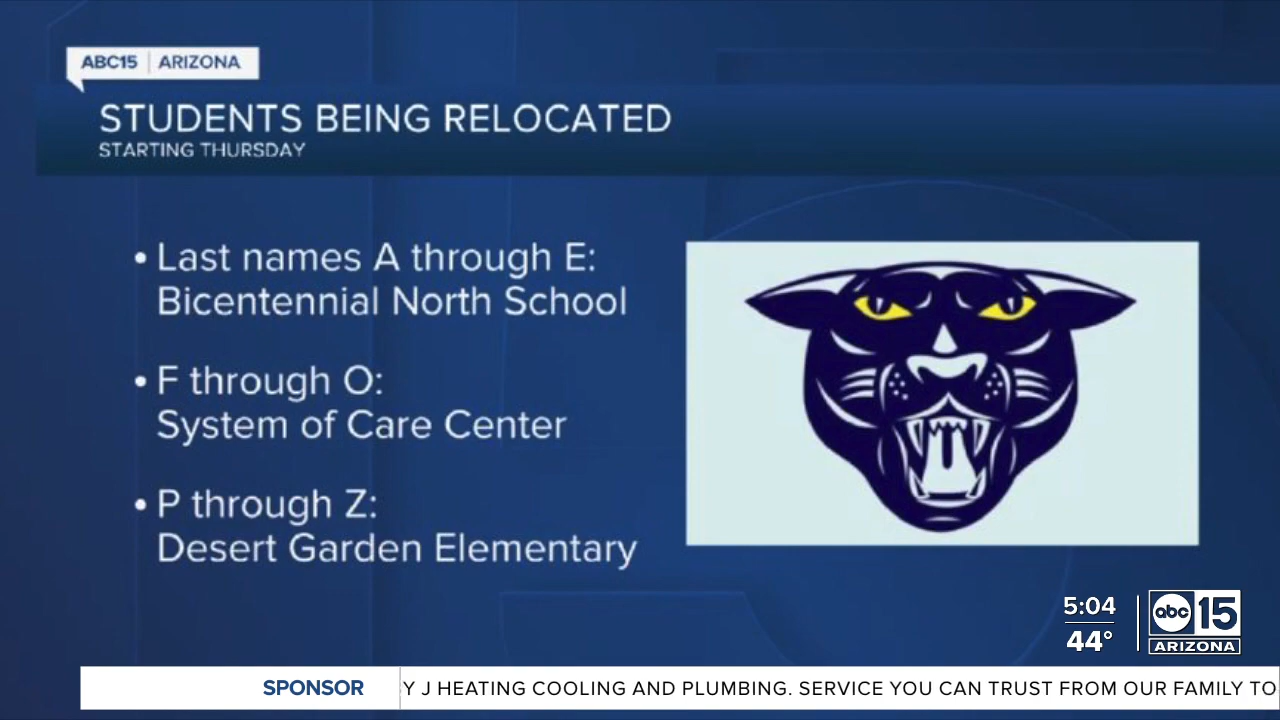 ABC15 | ARIZONA
STUDENTS BEING RELOCATED
STARTING THURSDAY
• Last names A through E:
Bicentennial North School
• F through O:
System of Care Center
• P through Z:
Desert Garden Elementary
5:04
44°
abc 15
ARIZONA
SPONSOR
Y J HEATING COOLING AND PLUMBING. SERVICE YOU CAN TRUST FROM OUR FAMILY TO